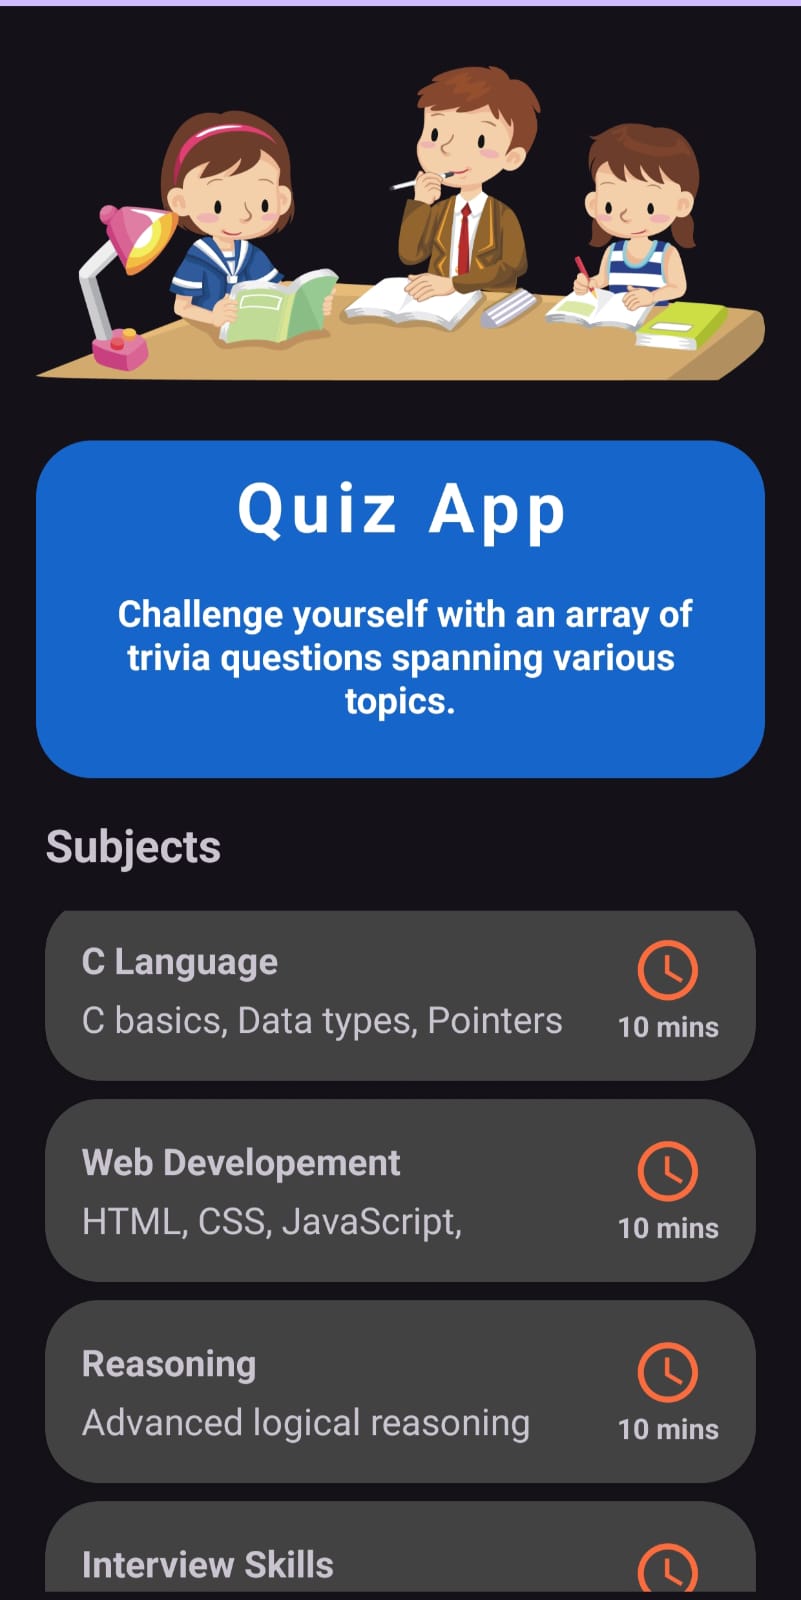 Quiz App
Challenge yourself with an array of
trivia questions spanning various
topics.
Subjects
C Language
C basics, Data types, Pointers
10 mins
Web Developement
HTML, CSS, JavaScript,
10 mins
Reasoning
Advanced logical reasoning
10 mins
Interview Skills